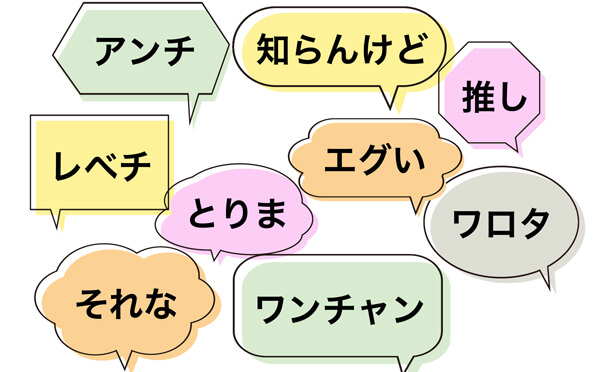 アンチ
知らんけど
推し
レベチ
エグい
とりま
ワロタ
それな
ワンチャン